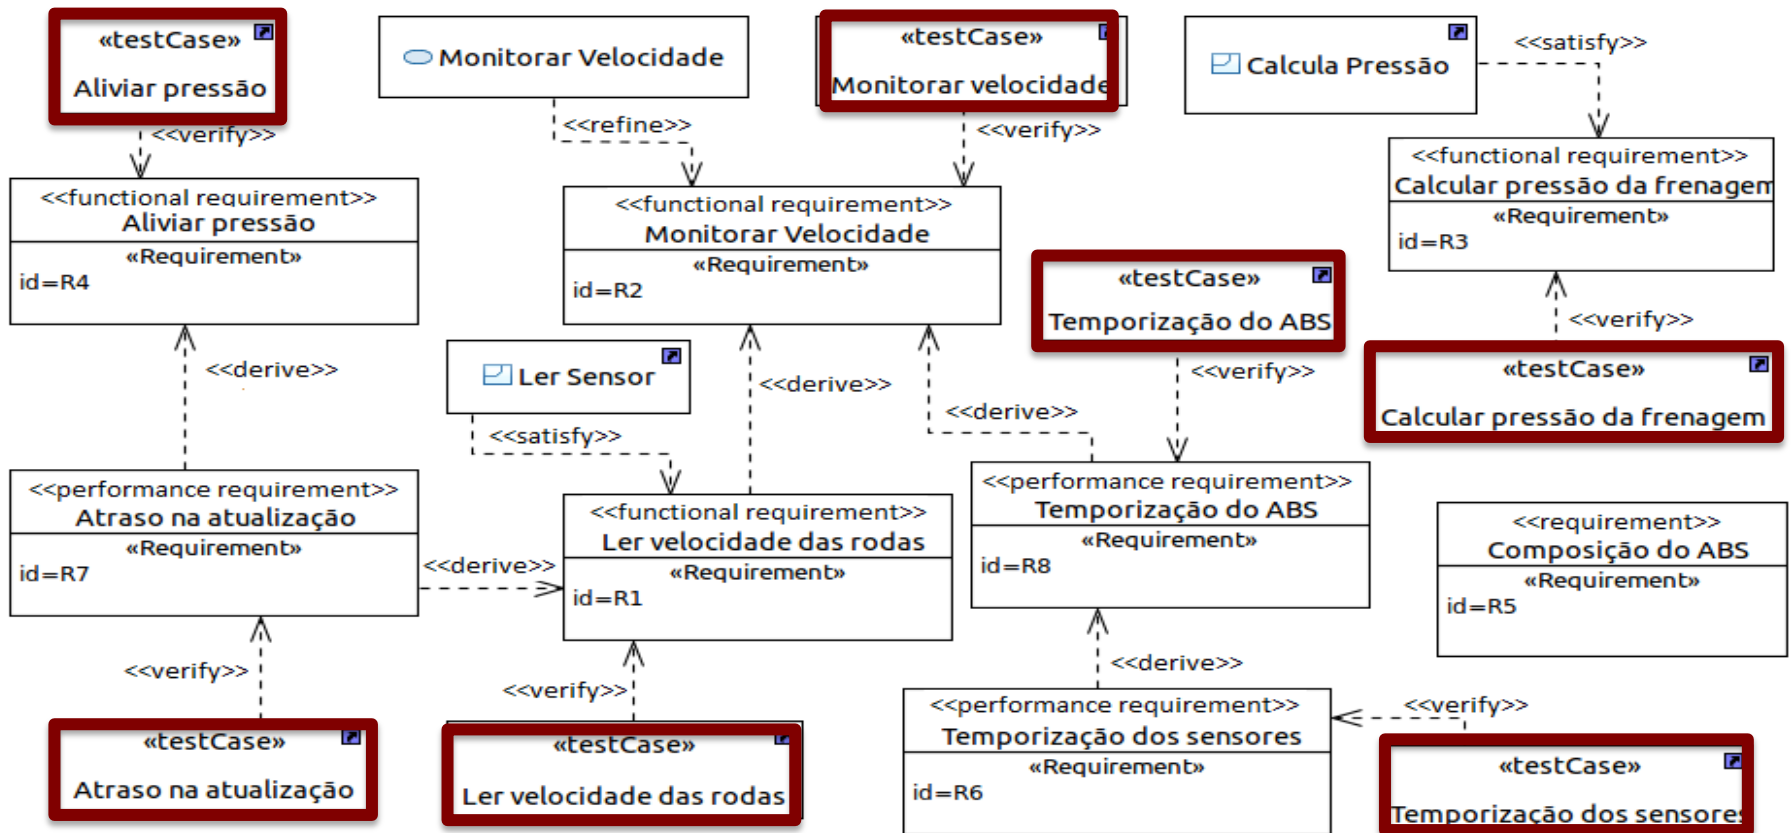 «testCase»
Aliviar pressão
Monitorar Velocidade
«testCase»
Monitorar velocidade
Calcula Pressão
<<satisfy>>
<<verify>>
<<refine>>
<<verify>>
<<functional requirement>>
Aliviar pressão
«Requirement»
id=R4
<<functional requirement>>
Monitorar Velocidade
«Requirement»
id=R2
<<functional requirement>>
Calcular pressão da frenagem
«Requirement»
id=R3
«testCase»
Temporização do ABS
<<verify>>
<<derive>>
Ler Sensor
<<derive>>
<<verify>>
«testCase»
Calcular pressão da frenagem
<<satisfy>>
<<derive>>
<<performance requirement>>
Atraso na atualização
«Requirement»
id=R7
<<derive>>
<<functional requirement>>
Ler velocidade das rodas
«Requirement»
id=R1
<<performance requirement>>
Temporização do ABS
«Requirement»
id=R8
<<requirement>>
Composição do ABS
«Requirement»
id=R5
<<verify>>
<<verify>>
<<derive>>
«testCase»
Atraso na atualização
«testCase»
Ler velocidade das rodas
<<performance requirement>>
Temporização dos sensores
«Requirement»
id=R6
<<verify>>
«testCase»
Temporização dos sensores